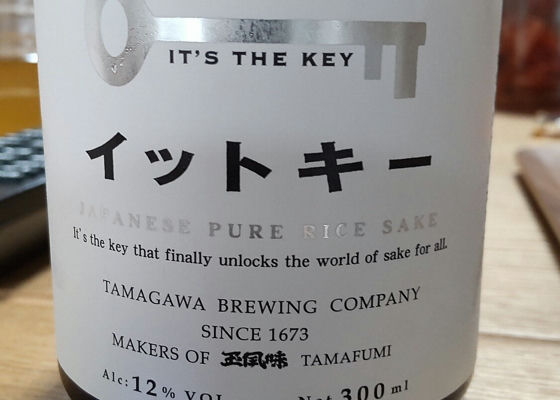 IT'S THE KEY
イットキー
JAPANESE PURE RICE SAKE
It's the key that finally unlocks the world of sake for all.
TAMAGAWA BREWING COMPANY
SINCE 1673
MAKERS OF 玉風味 TAMAFUMI
Alc:12% VOL Net 300ml